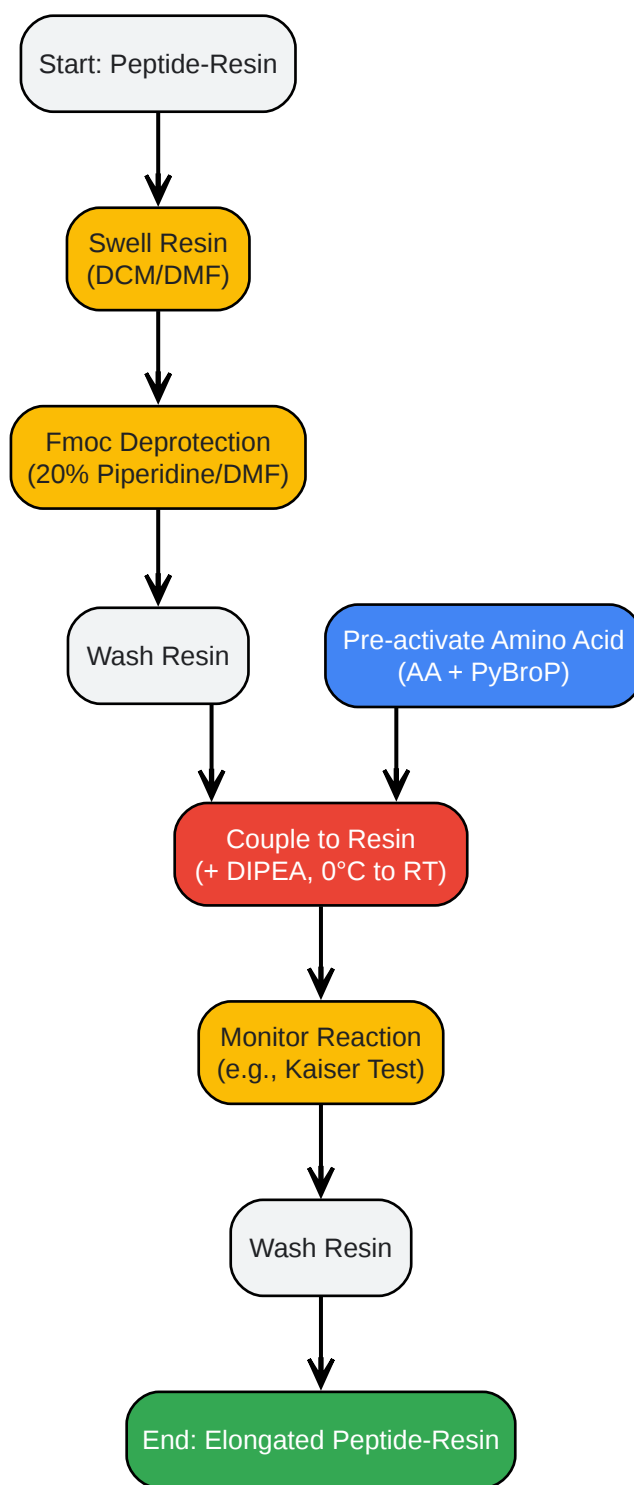 Start: Peptide-Resin
Swell Resin
(DCM/DMF)
Fmoc Deprotection
(20% Piperidine/DMF)
Wash Resin
Pre-activate Amino Acid
(AA + PyBroP)
Couple to Resin
(+ DIPEA, 0°C to RT)
Monitor Reaction
(e.g., Kaiser Test)
Wash Resin
End: Elongated Peptide-Resin